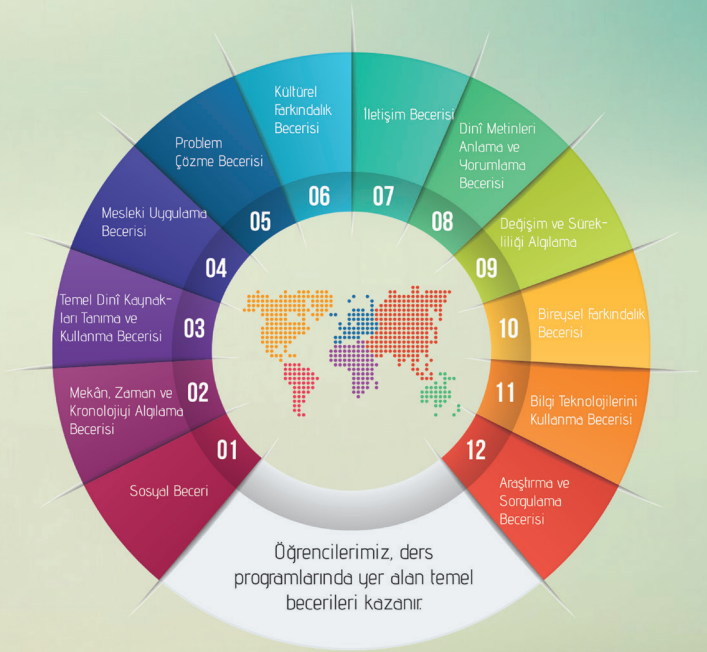 01
Sosyal Beceri
02
Mekân, Zaman ve
Kronolojiyi Algılama
Becerisi
03
Temel Dinî Kaynak-
ları Tanıma ve
Kullanma Becerisi
04
Mesleki Uygulama
Becerisi
05
Problem
Çözme Becerisi
06
Kültürel
Farkındalık
Becerisi
07
İletişim Becerisi
08
Dinî Metinleri
Anlama ve
Yorumlama
Becerisi
09
Değişim ve Sürek-
liliği Algılama
10
Bireysel Farkındalık
Becerisi
11
Bilgi Teknolojilerini
Kullanma Becerisi
12
Araştırma ve
Sorgulama
Becerisi
Öğrencilerimiz, ders
programlarında yer alan temel
becerileri kazanır.